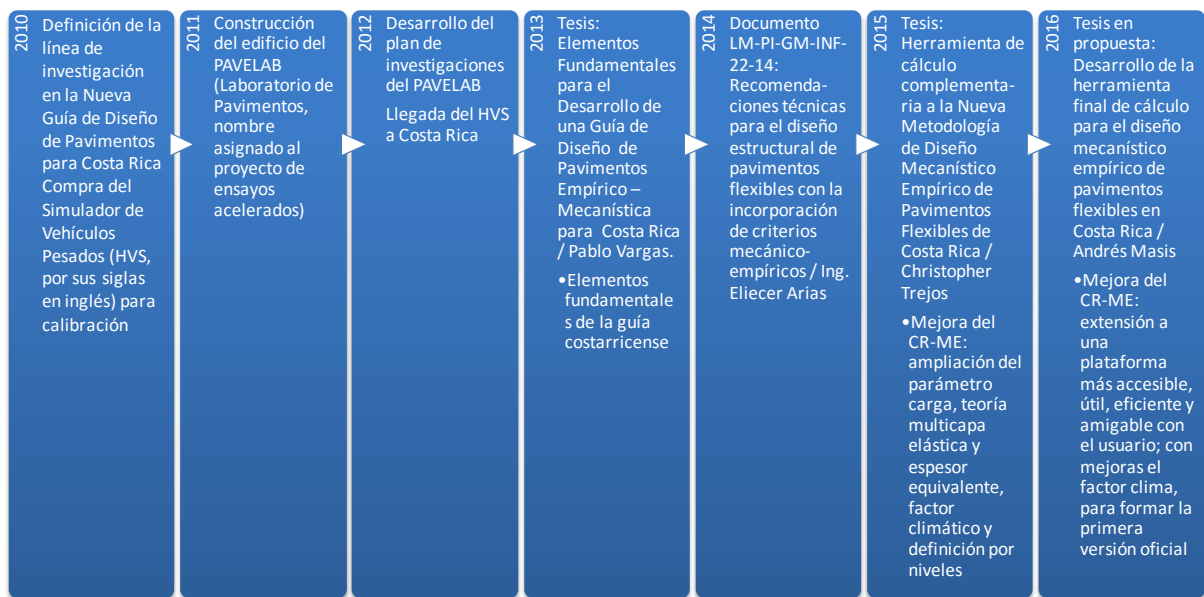 2010
Definición de la
línea de
investigación
en la Nueva
Guía de Diseño
de Pavimentos
para Costa Rica
Compra del
Simulador de
Vehículos
Pesados (HVS,
por sus siglas
en inglés) para
calibración
2011
Construcción
del edificio del
PAVELAB
(Laboratorio de
Pavimentos,
nombre
asignado al
proyecto de
ensayos
acelerados)
2012
Desarrollo del
plan de
investigaciones
del PAVELAB
Llegada del HVS
a Costa Rica
2013
Tesis:
Elementos
Fundamentales
para el
Desarrollo de
una Guía de
Diseño de
Pavimentos
Empírico –
Mecanística
para Costa Rica
/ Pablo Vargas.
•Elementos
fundamentale
s de la guía
costarricense
2014
Documento
LM-PI-GM-INF-
22-14:
Recomenda-
ciones técnicas
para el diseño
estructural de
pavimentos
flexibles con la
incorporación
de criterios
mecánico-
empíricos / Ing.
Eliecer Arias
2015
Tesis:
Herramienta de
cálculo
complementa-
ria a la Nueva
Metodología
de Diseño
Mecanístico
Empírico de
Pavimentos
Flexibles de
Costa Rica /
Christopher
Trejos
•Mejora del
CR-ME:
ampliación del
parámetro
carga, teoría
multicapa
elástica y
espesor
equivalente,
factor
climático y
definición por
niveles
2016
Tesis en
propuesta:
Desarrollo de la
herramienta
final de cálculo
para el diseño
mecanístico
empírico de
pavimentos
flexibles en
Costa Rica /
Andrés Masis
•Mejora del
CR-ME:
extensión a
una
plataforma
más accesible,
útil, eficiente y
amigable con
el usuario; con
mejoras el
factor clima,
para formar la
primera
versión oficial